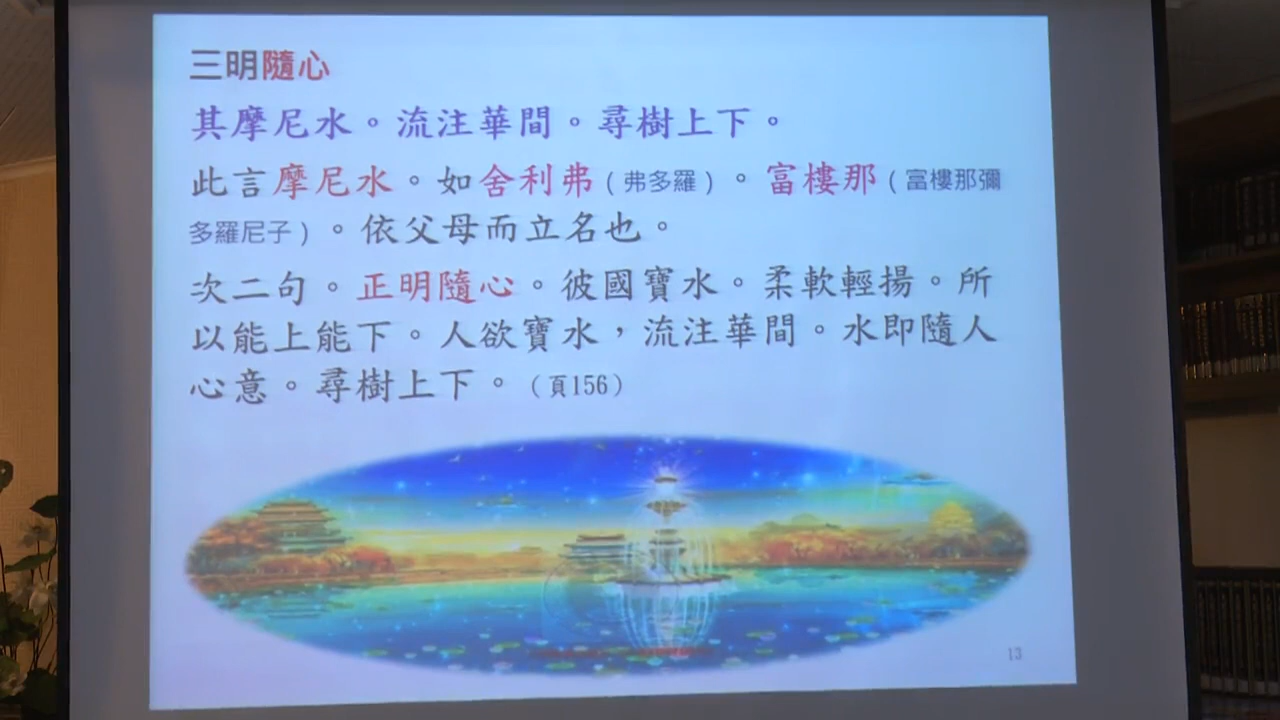 三明隨心
其摩尼水。流注華間。尋樹上下。
此言摩尼水。如舍利弗（弗多羅）。富樓那（富樓那彌
多羅尼子）。依父母而立名也。
次二句。正明隨心。彼國寶水。柔軟輕揚。所
以能上能下。人欲寶水，流注華間。水即隨人
心意。尋樹上下。（頁156）
13